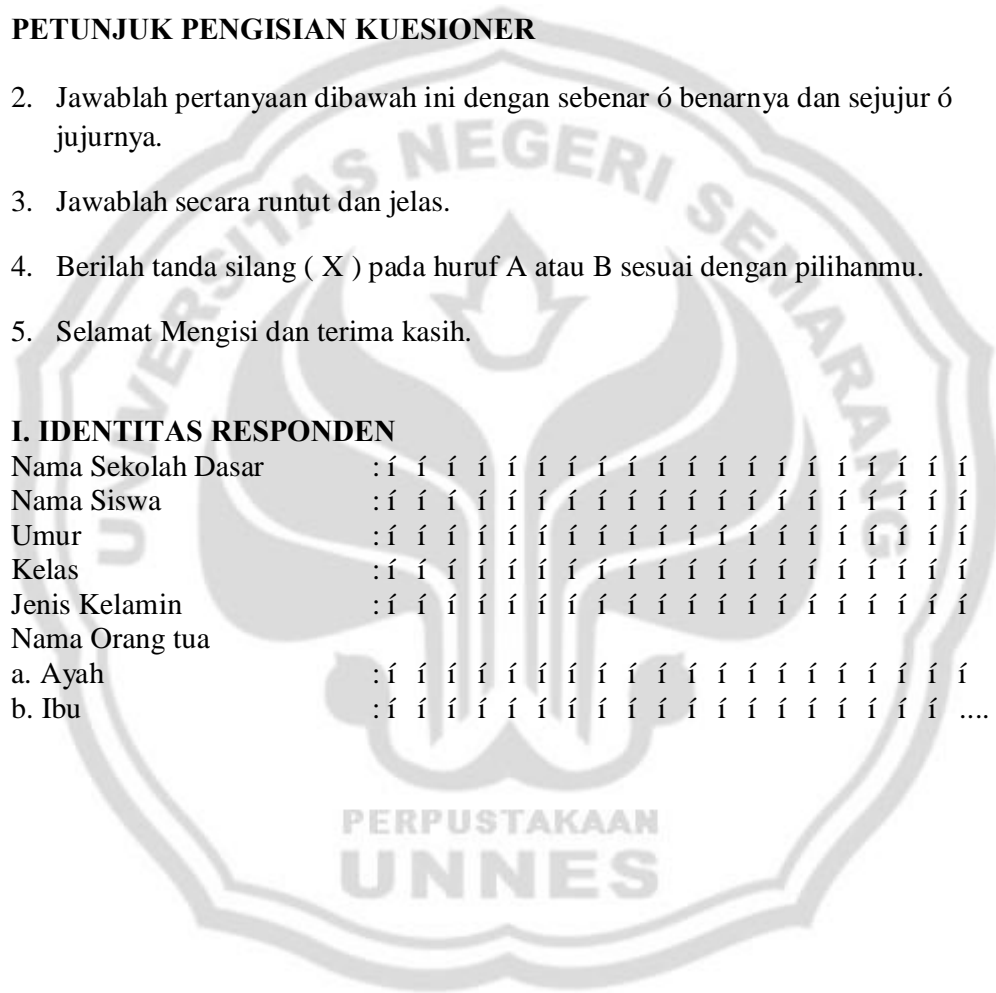 PETUNJUK PENGISIAN KUESIONER
2. Jawablah pertanyaan dibawah ini dengan sebenar ó benarnya dan sejujur ó
jujurnya.
3. Jawablah secara runtut dan jelas.
4. Berilah tanda silang ( X ) pada huruf A atau B sesuai dengan pilihanmu.
5. Selamat Mengisi dan terima kasih.
I. IDENTITAS RESPONDEN
Nama Sekolah Dasar : í í í í í í í í í í í í í í í í í í í í
Nama Siswa : í í í í í í í í í í í í í í í í í í í í
Umur : í í í í í í í í í í í í í í í í í í í í
Kelas : í í í í í í í í í í í í í í í í í í í í
Jenis Kelamin : í í í í í í í í í í í í í í í í í í í í
Nama Orang tua
a. Ayah : í í í í í í í í í í í í í í í í í í í í
b. Ibu : í í í í í í í í í í í í í í í í í í í ....
UNIVERSITAS NEGERI SEMARANG
PERPUSTAKAAN
UNNES